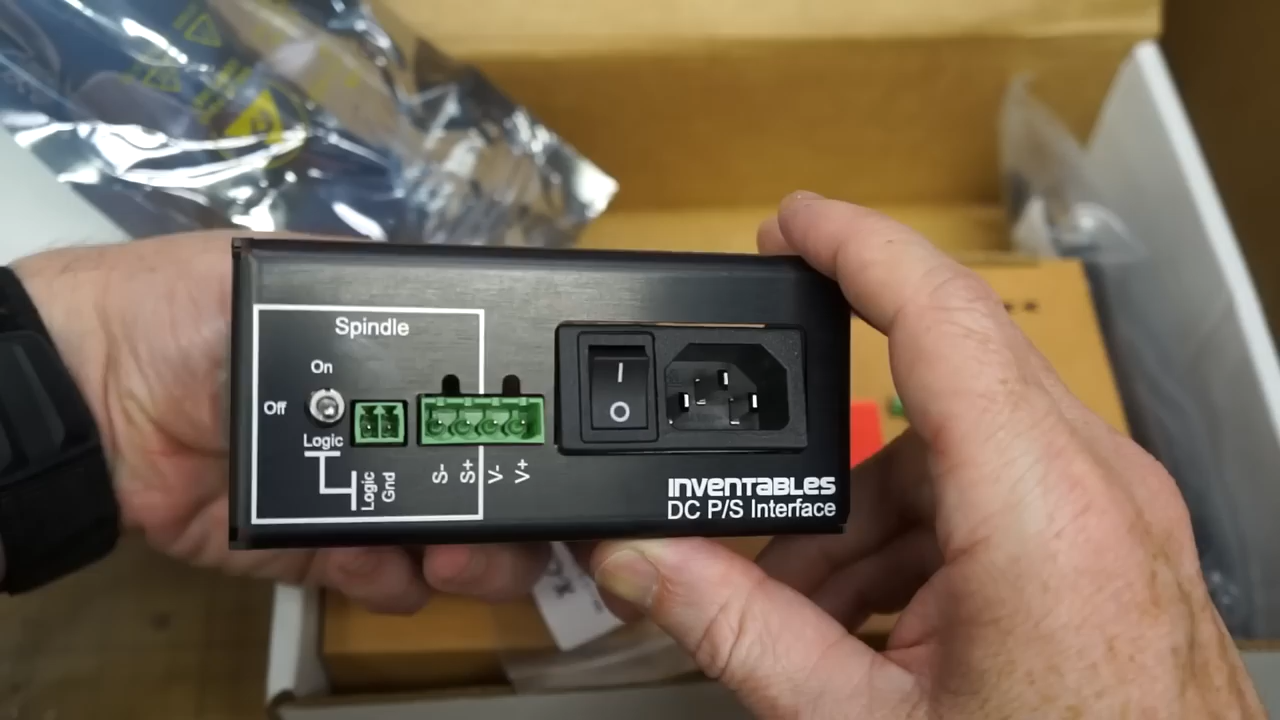 Spindle
On
Off
Logic
Logic
Gnd
S-
S+
V-
V+
I
O
INVENTABLES
DC P/S Interface